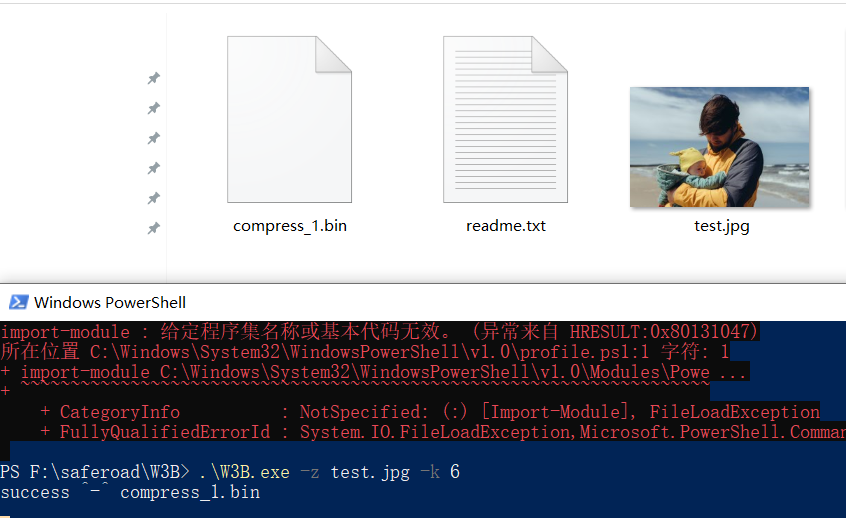 compress_1.bin
readme.txt
test.jpg
Windows PowerShell
import-module : 给定程序集名称或基本代码无效。 (异常来自 HRESULT:0x80131047)
所在位置 C:\Windows\System32\WindowsPowerShell\v1.0\profile.ps1:1 字符: 1
+ import-module C:\Windows\System32\WindowsPowerShell\v1.0\Modules\Powe ...
+ ~~~~~~~~~~~~~~~~~~~~~~~~~~~~~~~~~~~~~~~~~~~~~~~~~~~~~~~~~~~~~~~~~~~~~
+ CategoryInfo : NotSpecified: (:) [Import-Module], FileLoadException
+ FullyQualifiedErrorId : System.IO.FileLoadException,Microsoft.PowerShell.Comman
PS F:\saferoad\W3B> .\W3B.exe -z test.jpg -k 6
success ^-^ compress_1.bin